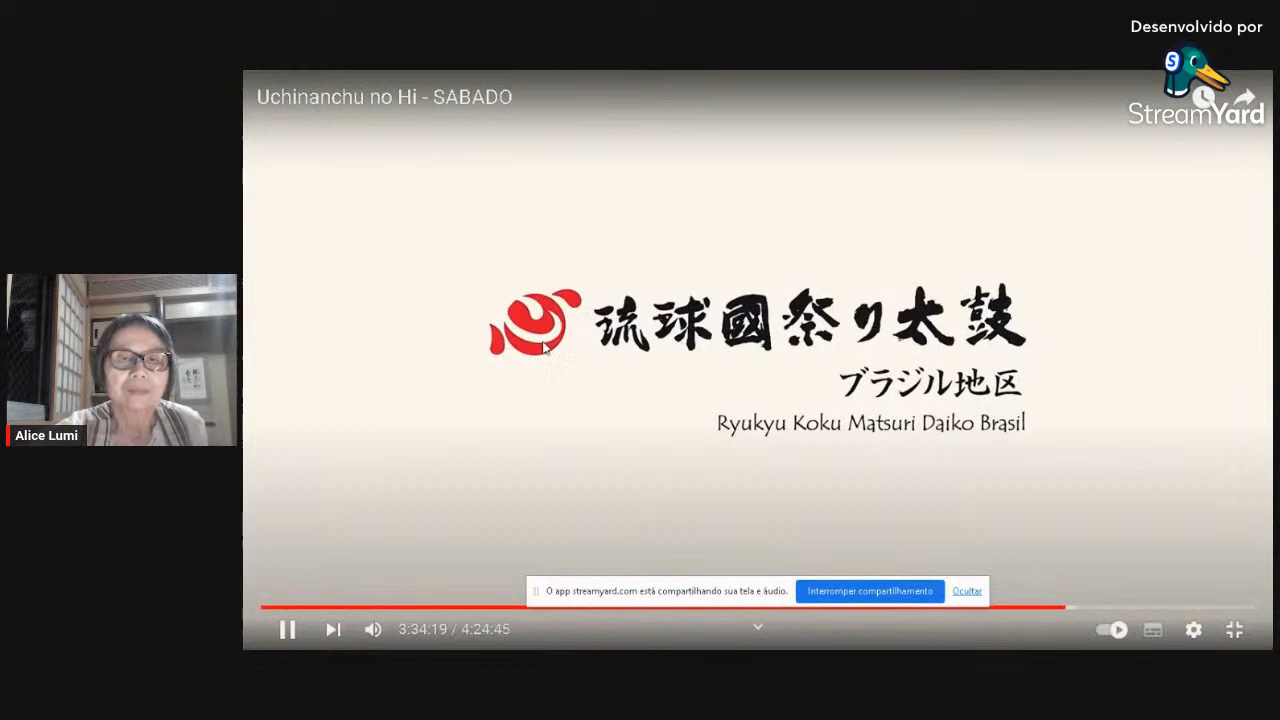 Desenvolvido por
S
StreamYard
Uchinanchu no Hi - SABADO
琉球國祭り太鼓
ブラジル地区
Ryukyu Koku Matsuri Daiko Brasil
Alice Lumi
O app streamyard.com está compartilhando sua tela e áudio.
Interromper compartilhamento
Ocultar
3:34:19 / 4:24:45